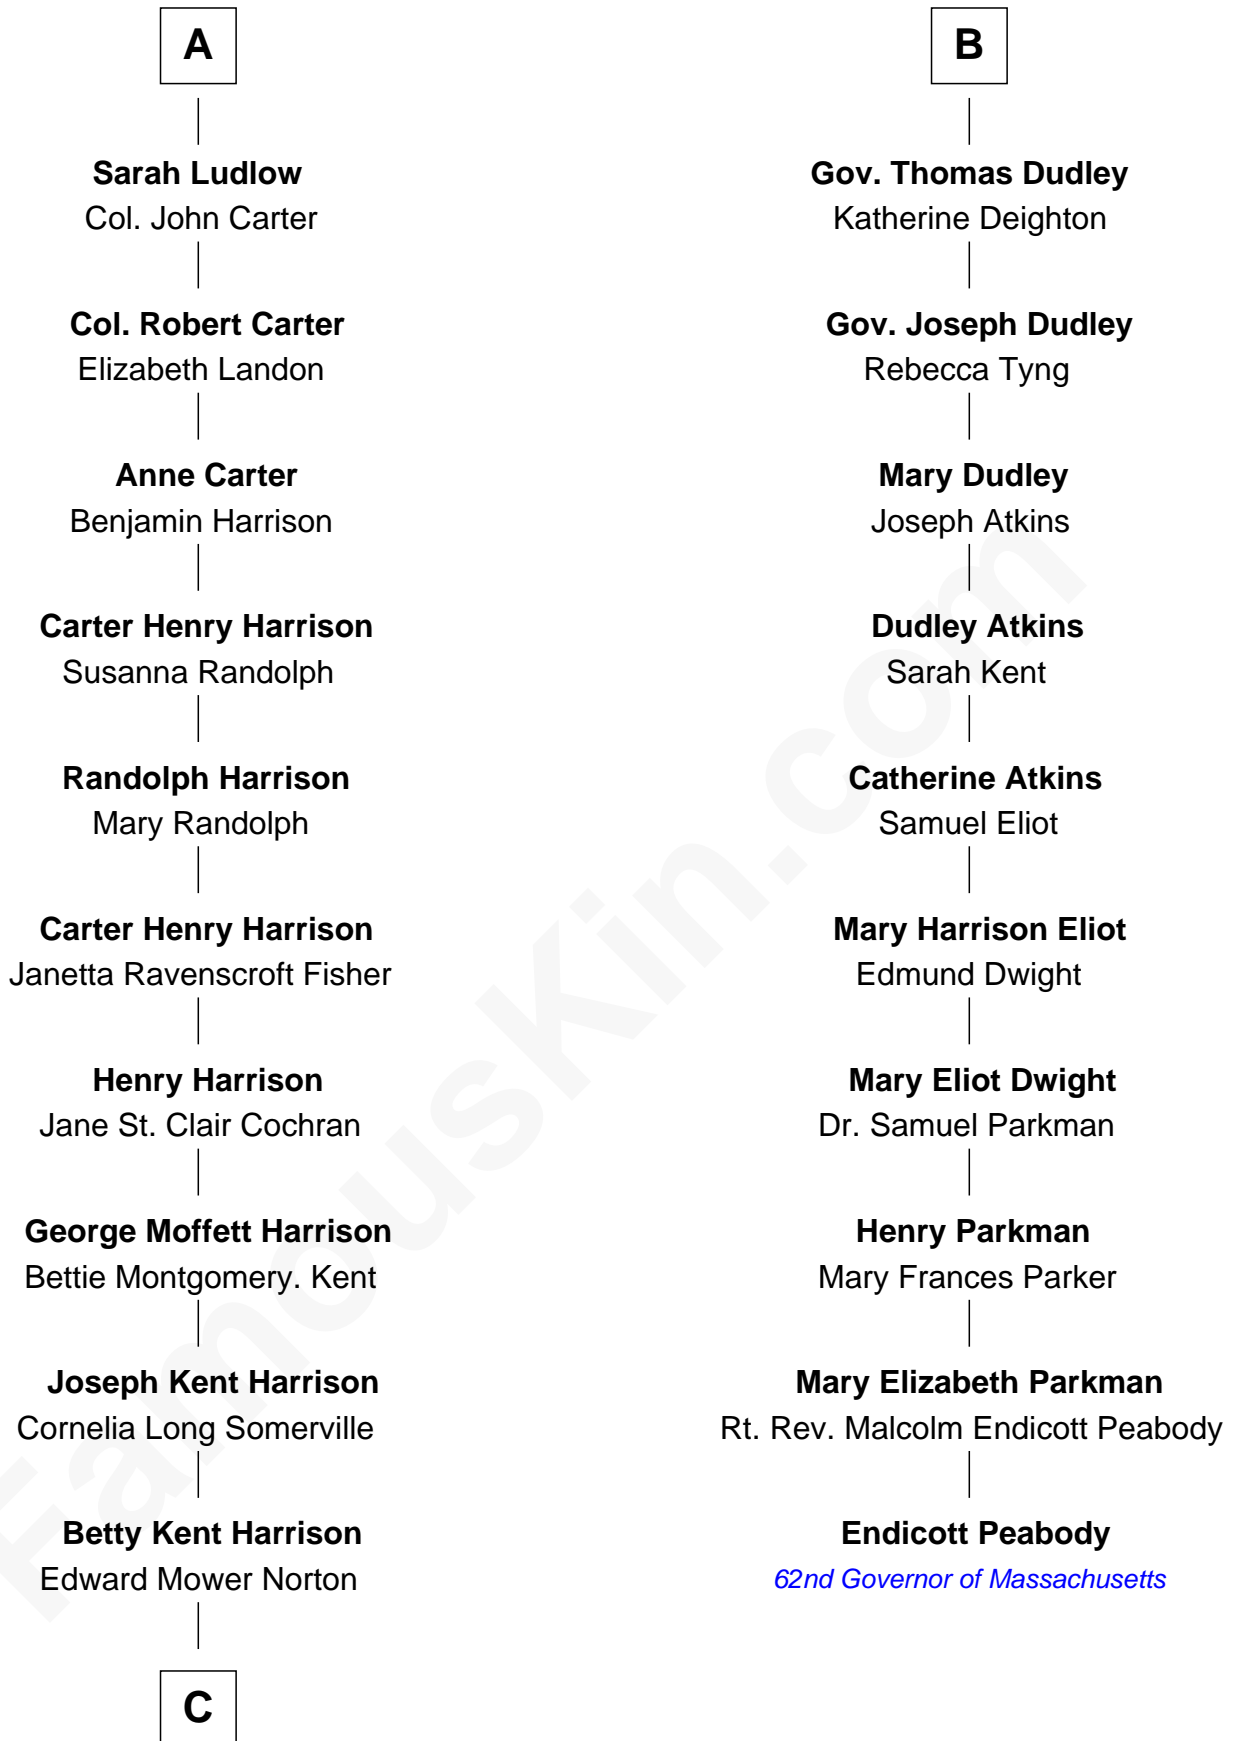 A
Sarah Ludlow
Col. John Carter
Col. Robert Carter
Elizabeth Landon
Anne Carter
Benjamin Harrison
Carter Henry Harrison
Susanna Randolph
Randolph Harrison
Mary Randolph
Carter Henry Harrison
Janetta Ravenscroft Fisher
Henry Harrison
Jane St. Clair Cochran
George Moffett Harrison
Bettie Montgomery. Kent
Joseph Kent Harrison
Cornelia Long Somerville
Betty Kent Harrison
Edward Mower Norton
C
B
Gov. Thomas Dudley
Katherine Deighton
Gov. Joseph Dudley
Rebecca Tyng
Mary Dudley
Joseph Atkins
Dudley Atkins
Sarah Kent
Catherine Atkins
Samuel Eliot
Mary Harrison Eliot
Edmund Dwight
Mary Eliot Dwight
Dr. Samuel Parkman
Henry Parkman
Mary Frances Parker
Mary Elizabeth Parkman
Rt. Rev. Malcolm Endicott Peabody
Endicott Peabody
62nd Governor of Massachusetts
FamousKin.com